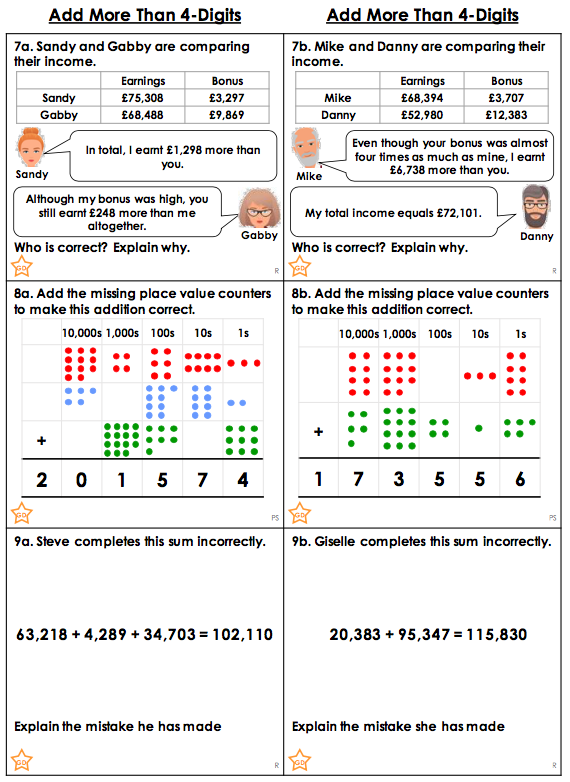 Add More Than 4-Digits
Add More Than 4-Digits
7a. Sandy and Gabby are comparing
their income.
Earnings Bonus
Sandy £75,308 £3,297
Gabby £68,488 £9,869
In total, I earnt £1,298 more than
you.
Sandy
Although my bonus was high, you
still earnt £248 more than me
altogether.
Gabby
Who is correct? Explain why.
GD
R
7b. Mike and Danny are comparing their
income.
Earnings Bonus
Mike £68,394 £3,707
Danny £52,980 £12,383
Even though your bonus was almost
four times as much as mine, I earnt
£6,738 more than you.
Mike
My total income equals £72,101.
Danny
Who is correct? Explain why.
GD
R
8a. Add the missing place value counters
to make this addition correct.
10,000s 1,000s 100s 10s 1s
+
2 0 1 5 7 4
GD
PS
8b. Add the missing place value counters
to make this addition correct.
10,000s 1,000s 100s 10s 1s
+
1 7 3 5 5 6
GD
PS
9a. Steve completes this sum incorrectly.
63,218 + 4,289 + 34,703 = 102,110
Explain the mistake he has made
GD
R
9b. Giselle completes this sum incorrectly.
20,383 + 95,347 = 115,830
Explain the mistake she has made
GD
R